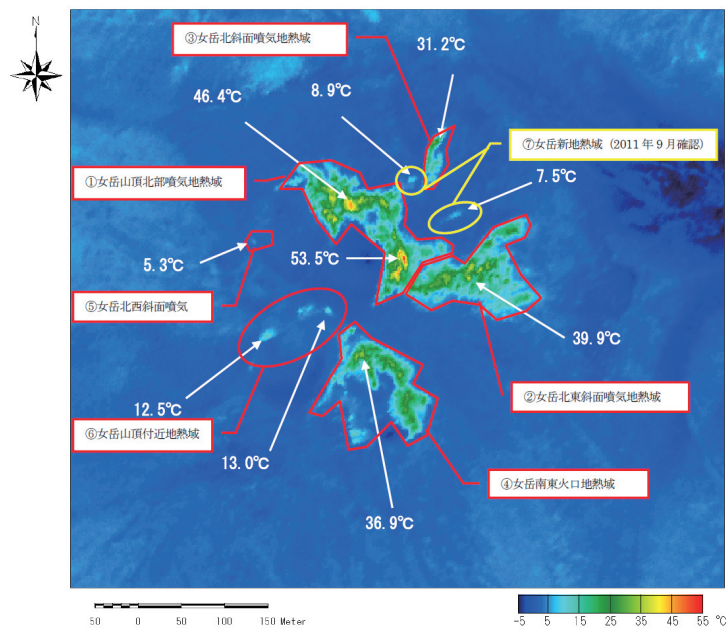 N
③女岳北斜面噴気地熱域
31.2℃
8.9℃
46.4℃
⑦女岳新地熱域（2011年9月確認）
①女岳山頂北部噴気地熱域
7.5℃
5.3℃
53.5℃
⑤女岳北西斜面噴気
39.9℃
②女岳北東斜面噴気地熱域
12.5℃
⑥女岳山頂付近地熱域
13.0℃
④女岳南東火口地熱域
36.9℃
50 0 50 100 150 Meter
-5 5 15 25 35 45 55 ℃